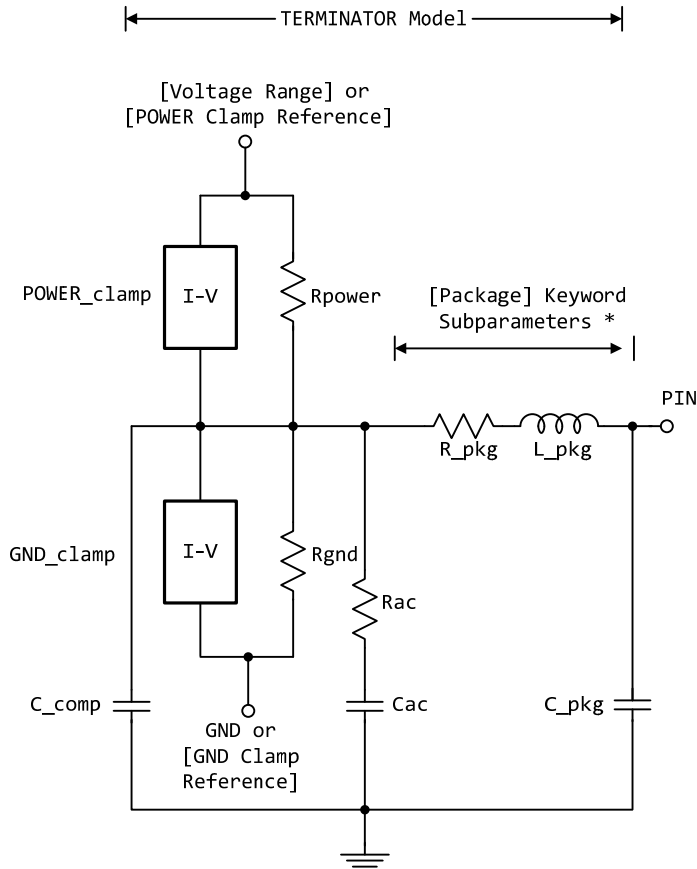 TERMINATOR Model
[Voltage Range] or
[POWER Clamp Reference]
POWER_clamp
I-V
Rpower
[Package] Keyword
Subparameters *
PIN
R_pkg
L_pkg
GND_clamp
I-V
Rgnd
Rac
C_comp
Cac
C_pkg
GND or
[GND Clamp
Reference]